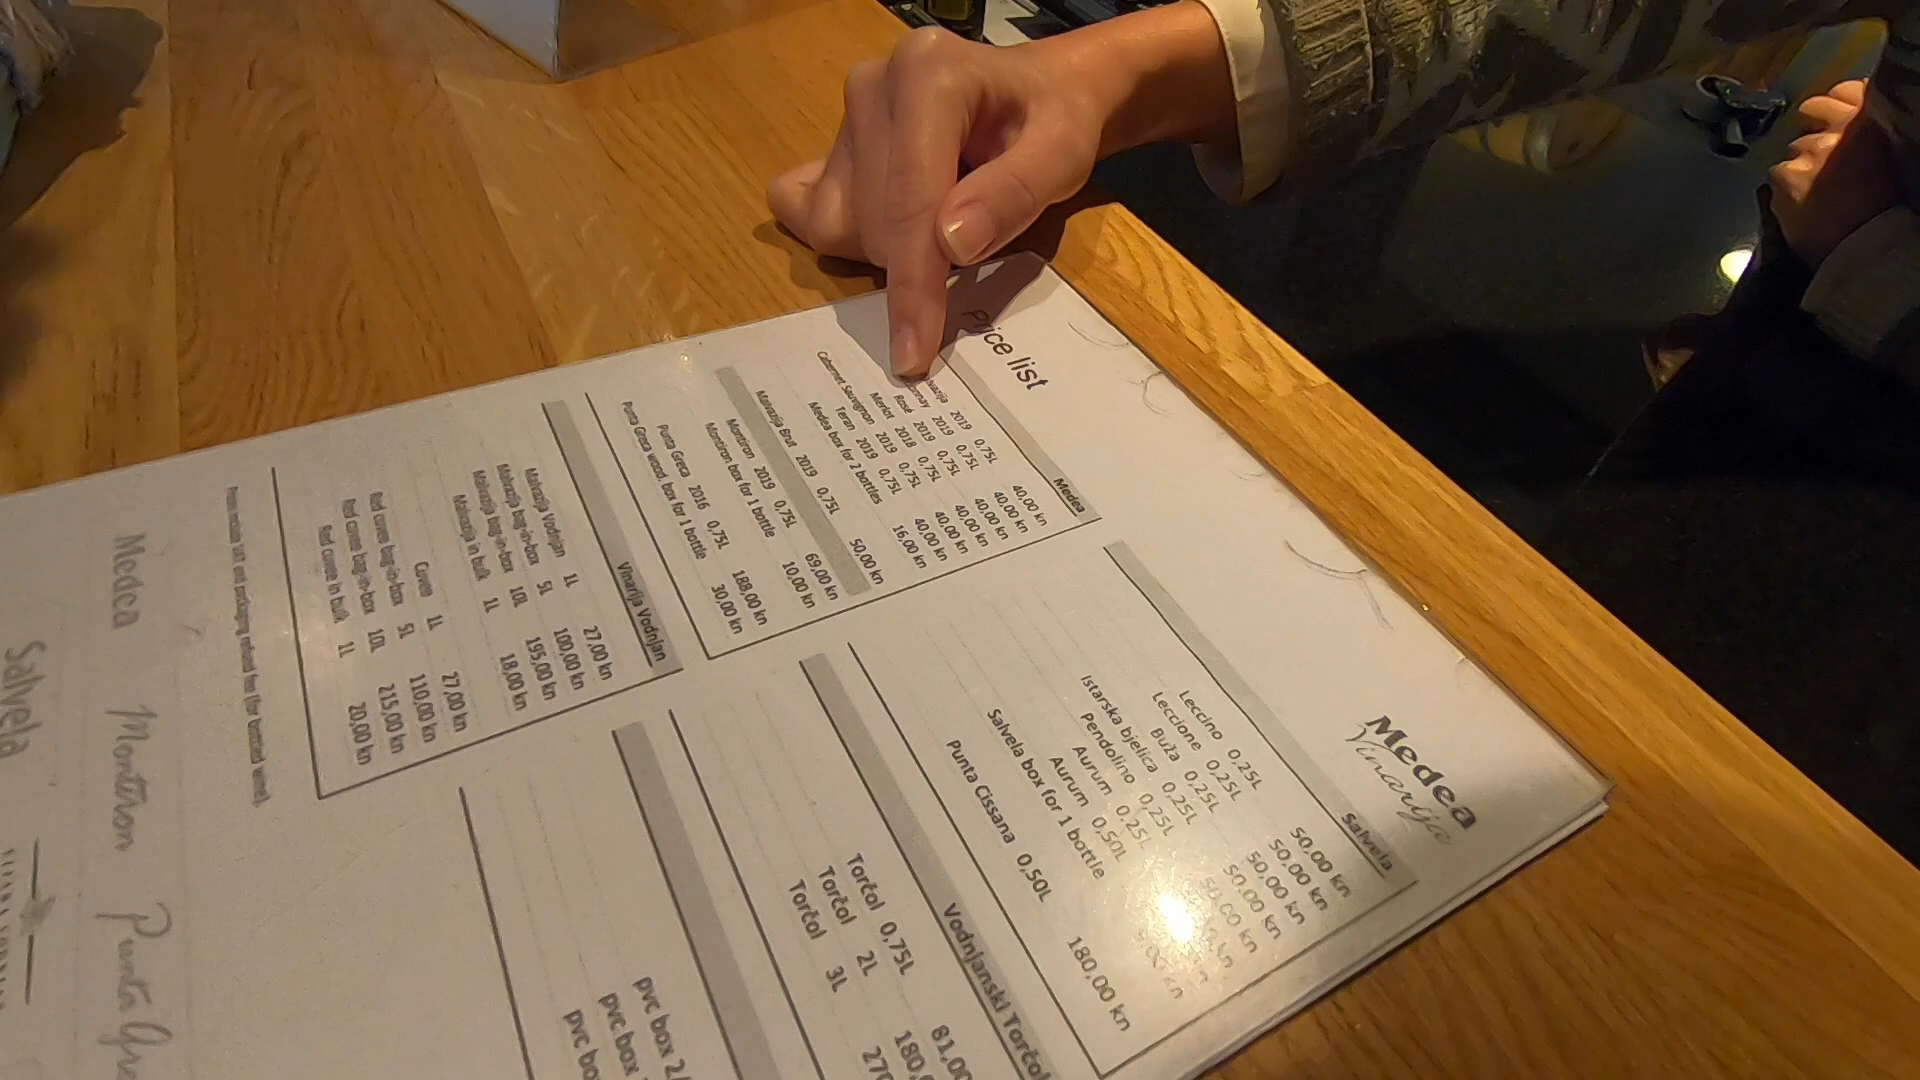 Medea
Vinarija
Price list
Medea
2019 0,75L 40,00 kn
2019 0,75L 40,00 kn
Rosé 2019 0,75L 40,00 kn
Merlot 2018 0,75L 40,00 kn
Cabernet Sauvignon 2019 0,75L 40,00 kn
Teran 2019 0,75L 40,00 kn
Medea box for 2 bottles 16,00 kn
Malvazija Brut 2019 0,75L 50,00 kn
Montiron 2019 0,75L 69,00 kn
Montiron box for 1 bottle 10,00 kn
Punta Greca 2016 0,75L 188,00 kn
Punta Greca wood. box for 1 bottle 30,00 kn
Vinarija Vodnjan
Malvazija Vodnjan 1L 27,00 kn
Malvazija bag-in-box 5L 100,00 kn
Malvazija bag-in-box 10L 195,00 kn
Malvazija in bulk 1L 18,00 kn
Cuvee 1L 27,00 kn
Red cuvee bag-in-box 5L 110,00 kn
Red cuvee bag-in-box 10L 215,00 kn
Red cuvee in bulk 1L 20,00 kn
Salvela
Leccino 0,25L 50,00 kn
Leccione 0,25L 50,00 kn
Buža 0,25L 50,00 kn
Istarska bjelica 0,25L 50,00 kn
Pendolino 0,25L 50,00 kn
Aurum 0,25L
Aurum 0,50L
Salvela box for 1 bottle
Punta Cissana 0,50L 180,00 kn
Vodnjanski Torčol
Torčol 0,75L 81,00
Torčol 2L 180,
Torčol 3L 270
pvc box 2/
pvc box
pvc bo
Medea Montiron Punta Gre
Salvela